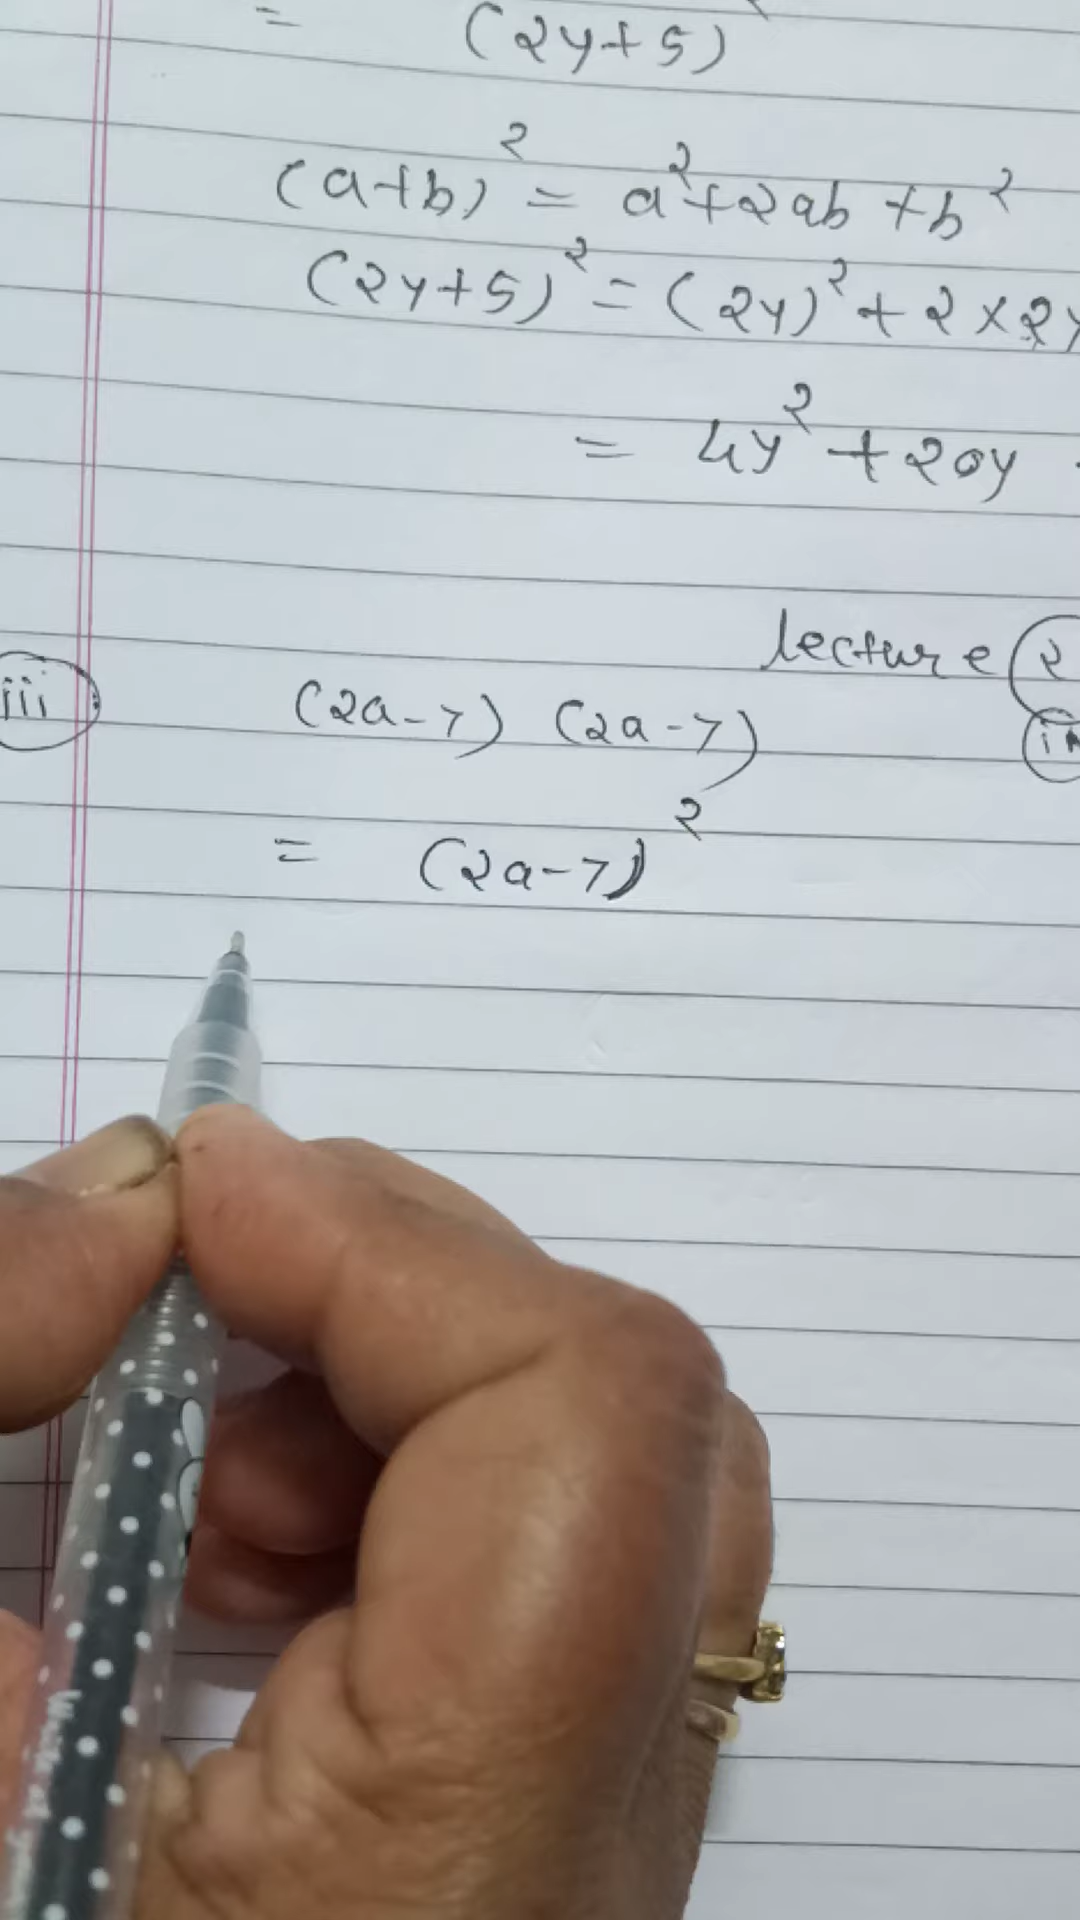 = (2y+5)
(a+b)² = a²+2ab+b²
(2y+5)² = (2y)² + 2×2y
= 4y² + 20y
lecture 2
iii (2a-7) (2a-7)
= (2a-7)²